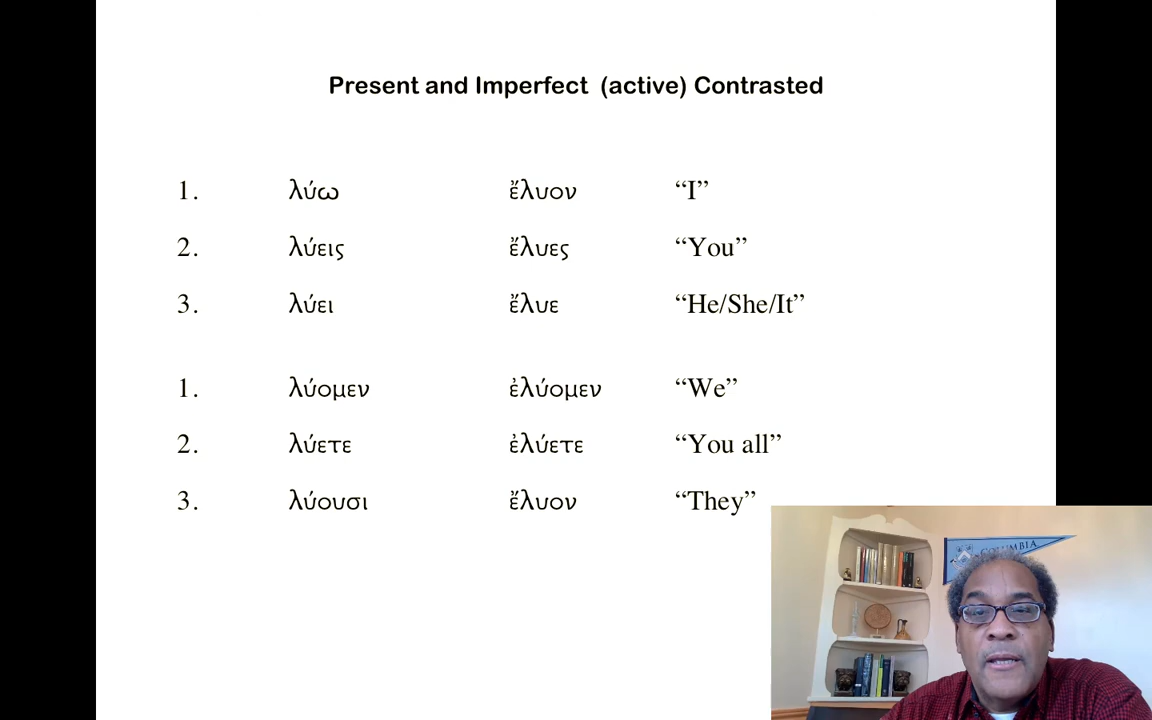 Present and Imperfect (active) Contrasted
1. λύω ἔλυον “I”
2. λύεις ἔλυες “You”
3. λύει ἔλυε “He/She/It”
1. λύομεν ἐλύομεν “We”
2. λύετε ἐλύετε “You all”
3. λύουσι ἔλυον “They”
COLUMBIA